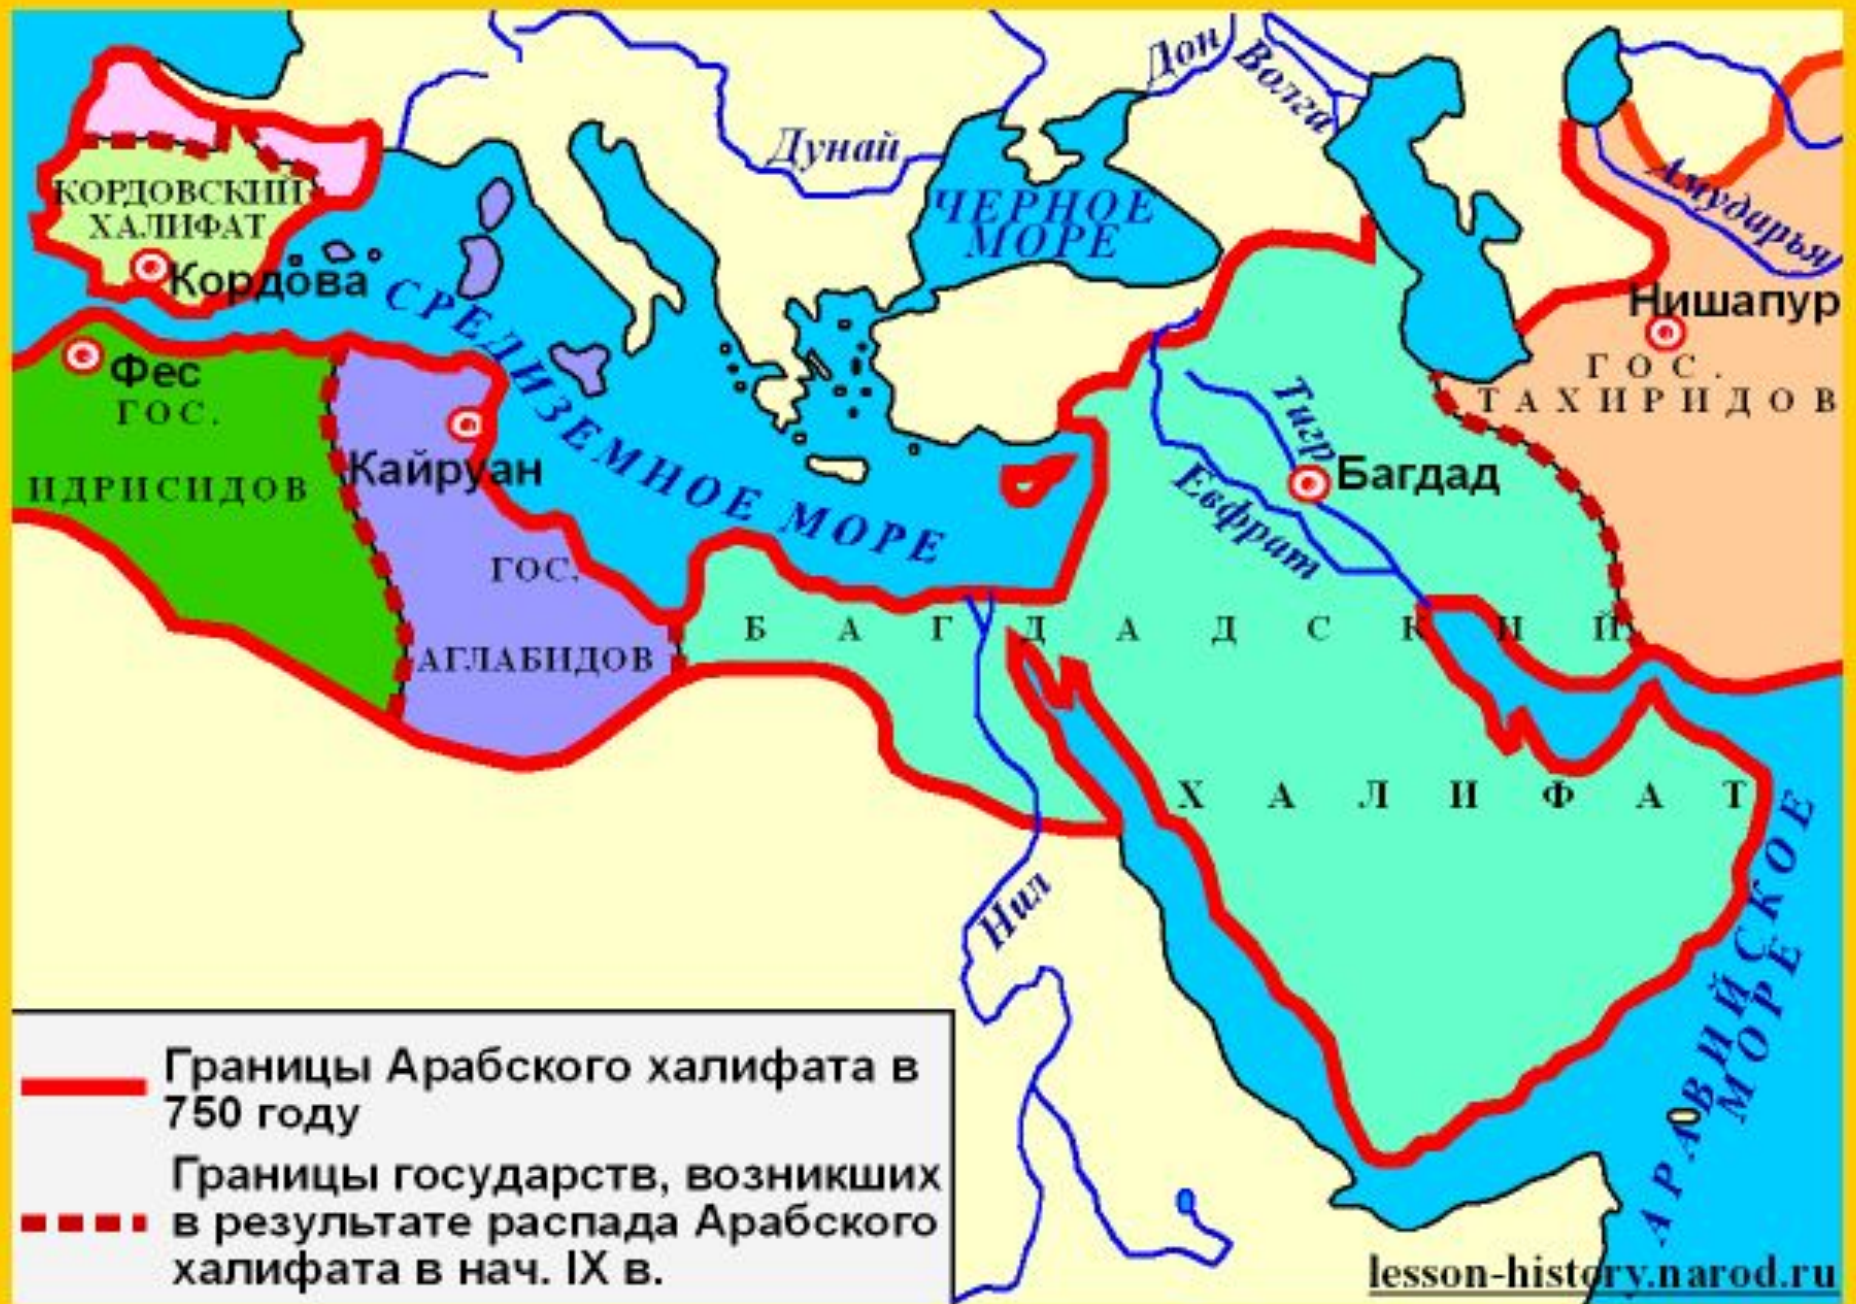 Дон
Волга
Дунай
КОРДОВСКИЙ
ХАЛИФАТ
Кордова
ЧЕРНОЕ
МОРЕ
Амударья
Нишапур
ГОС.
ТАХИРИДОВ
Фес
ГОС.
ИДРИСИДОВ
СРЕДИЗЕМНОЕ МОРЕ
Кайруан
Тигр
Багдад
Евфрат
ГОС.
АГЛАБИДОВ
БАГДАДСКИЙ
ХАЛИФАТ
Нил
АРАВИЙСКОЕ
МОРЕ
Границы Арабского халифата в
750 году
Границы государств, возникших
в результате распада Арабского
халифата в нач. IX в.
lesson-history.narod.ru